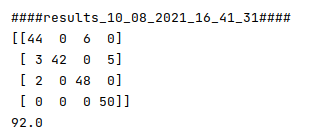 ####results_10_08_2021_16_41_31####
[[44  0  6  0]
 [ 3 42  0  5]
 [ 2  0 48  0]
 [ 0  0  0 50]]
92.0